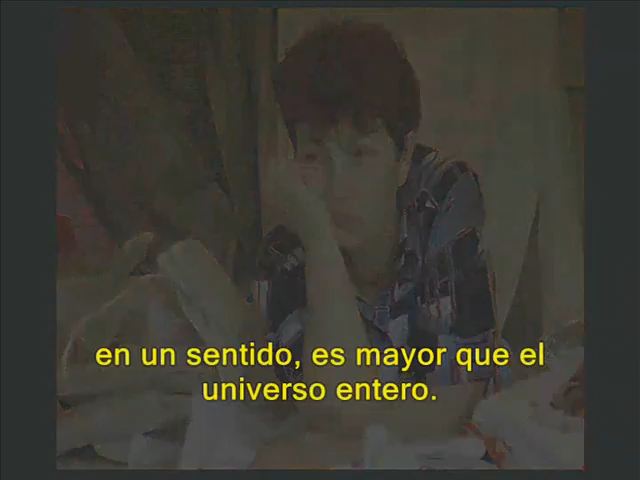 en un sentido, es mayor que el
universo entero.